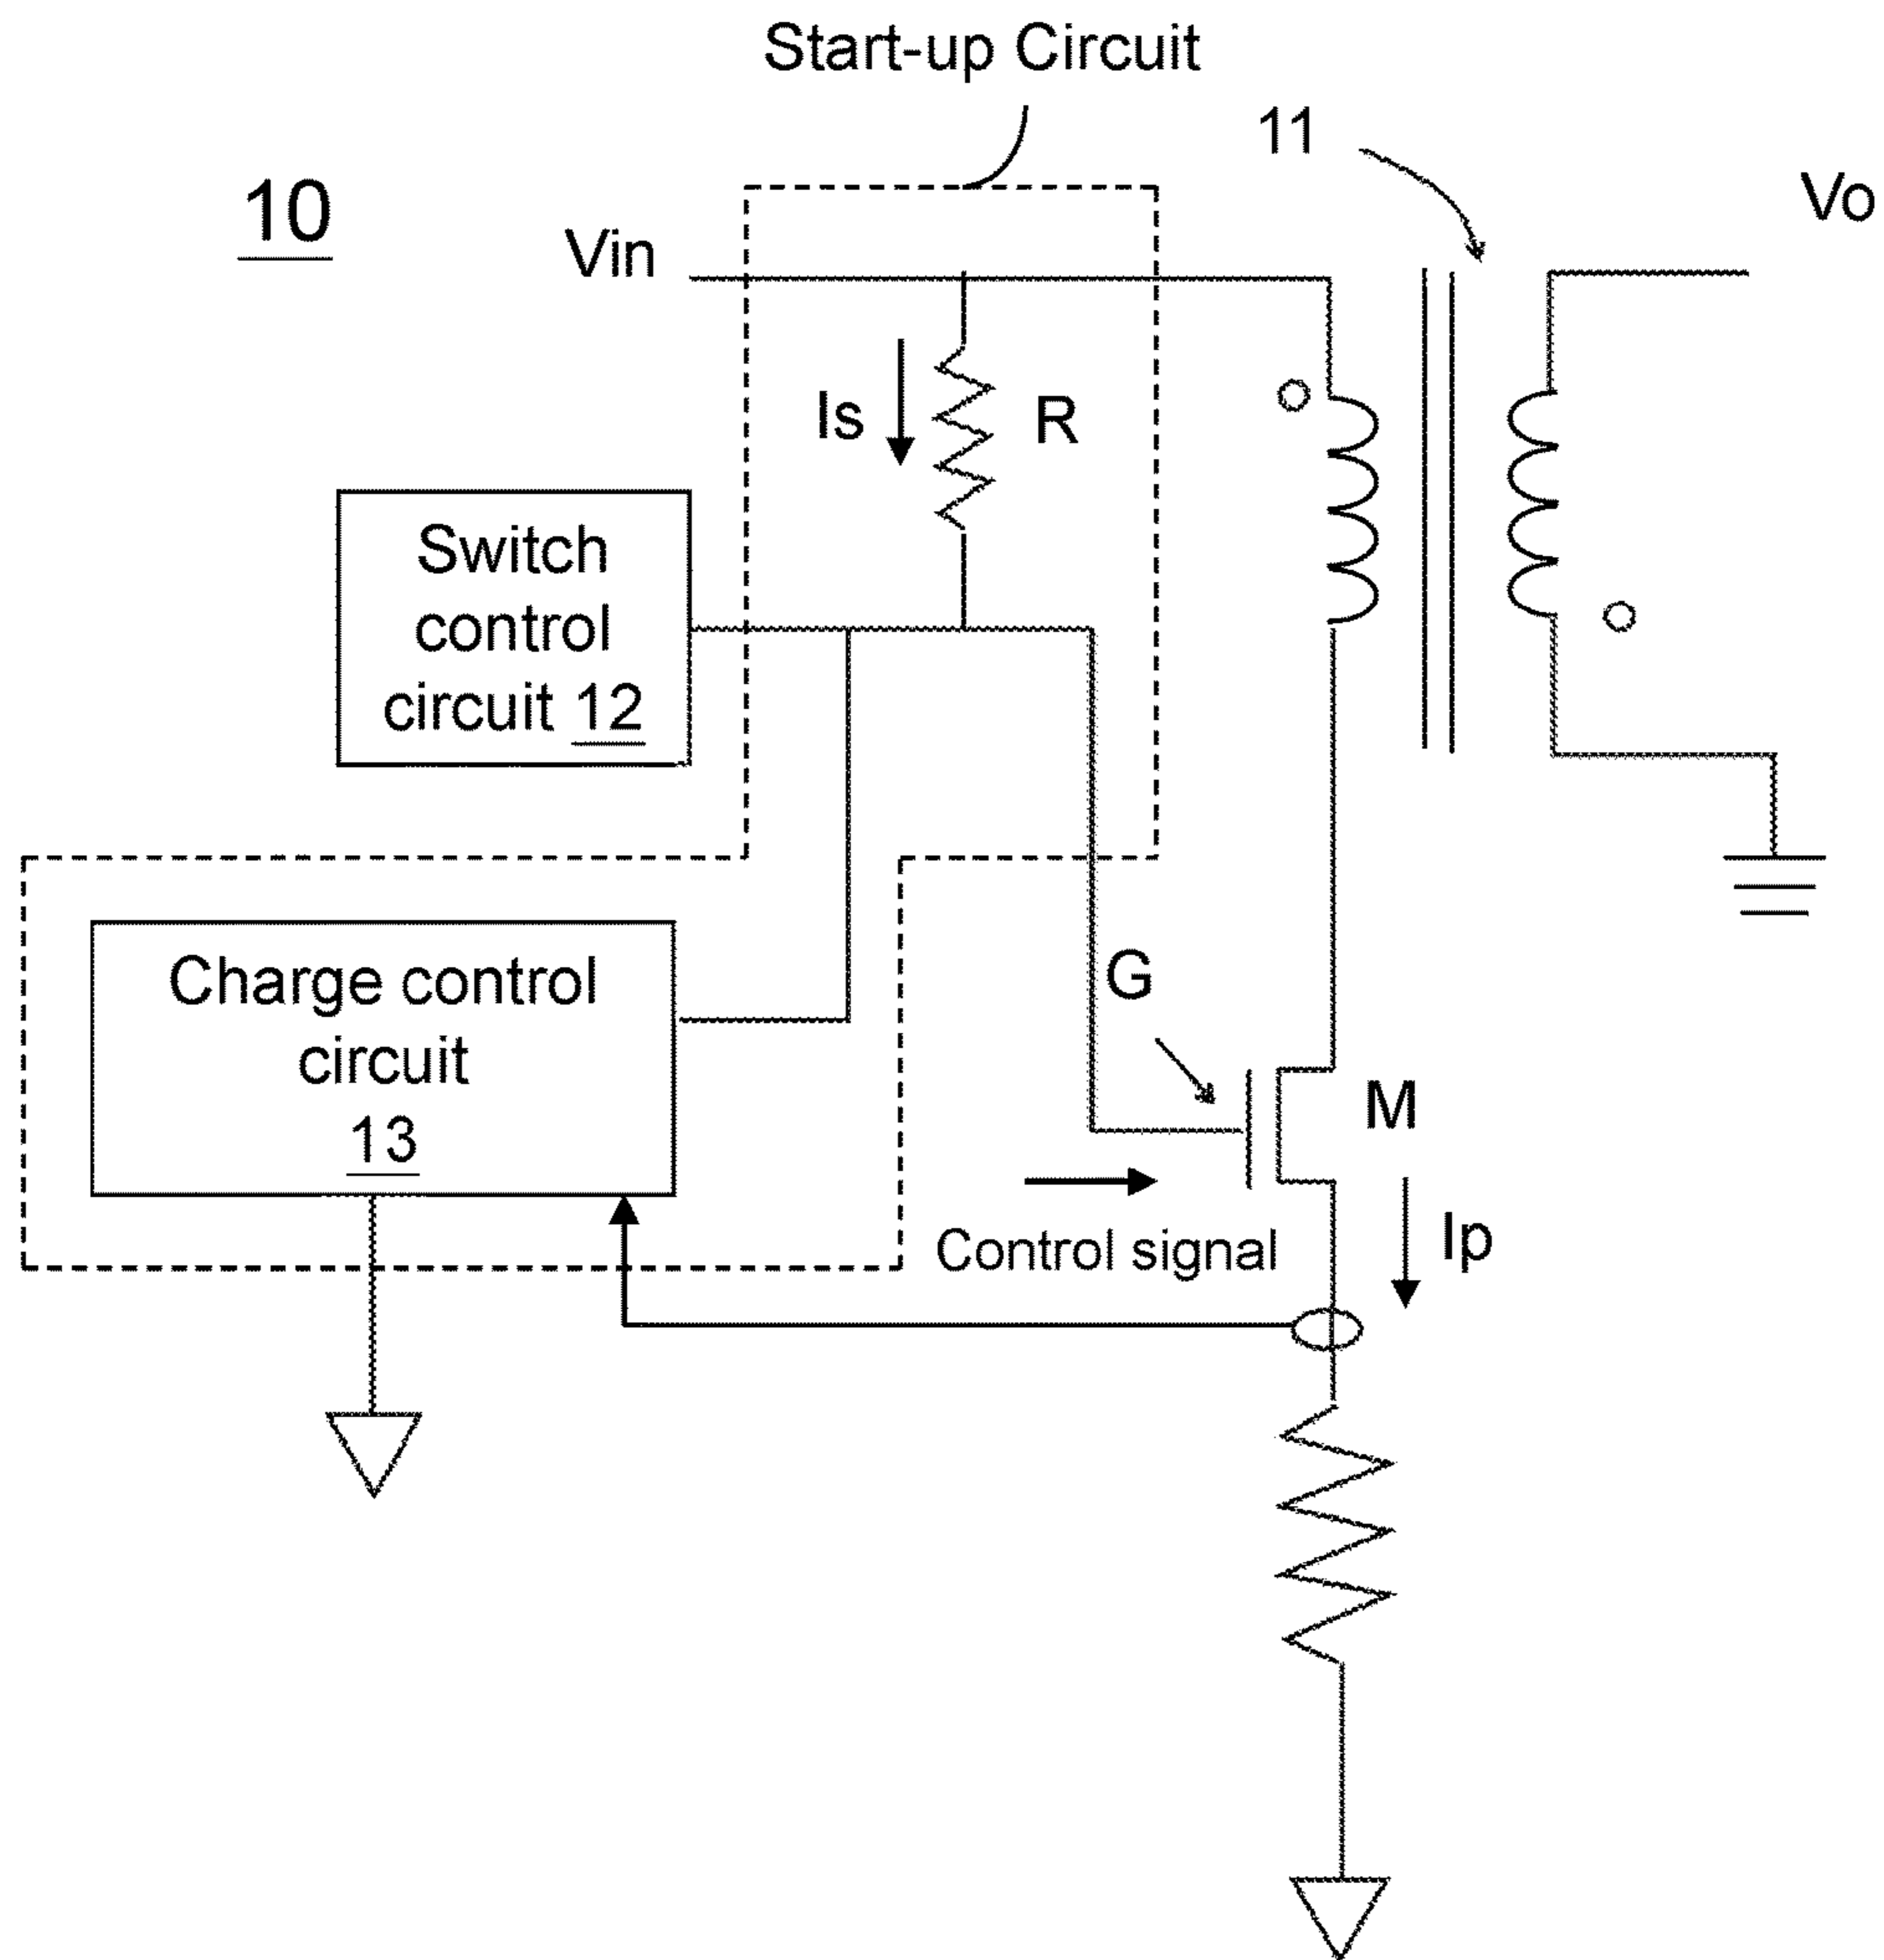 Start-up Circuit
11
10
Vo
Vin
Is
R
Switch
control
circuit 12
Charge control
circuit
13
G
M
Control signal
Ip